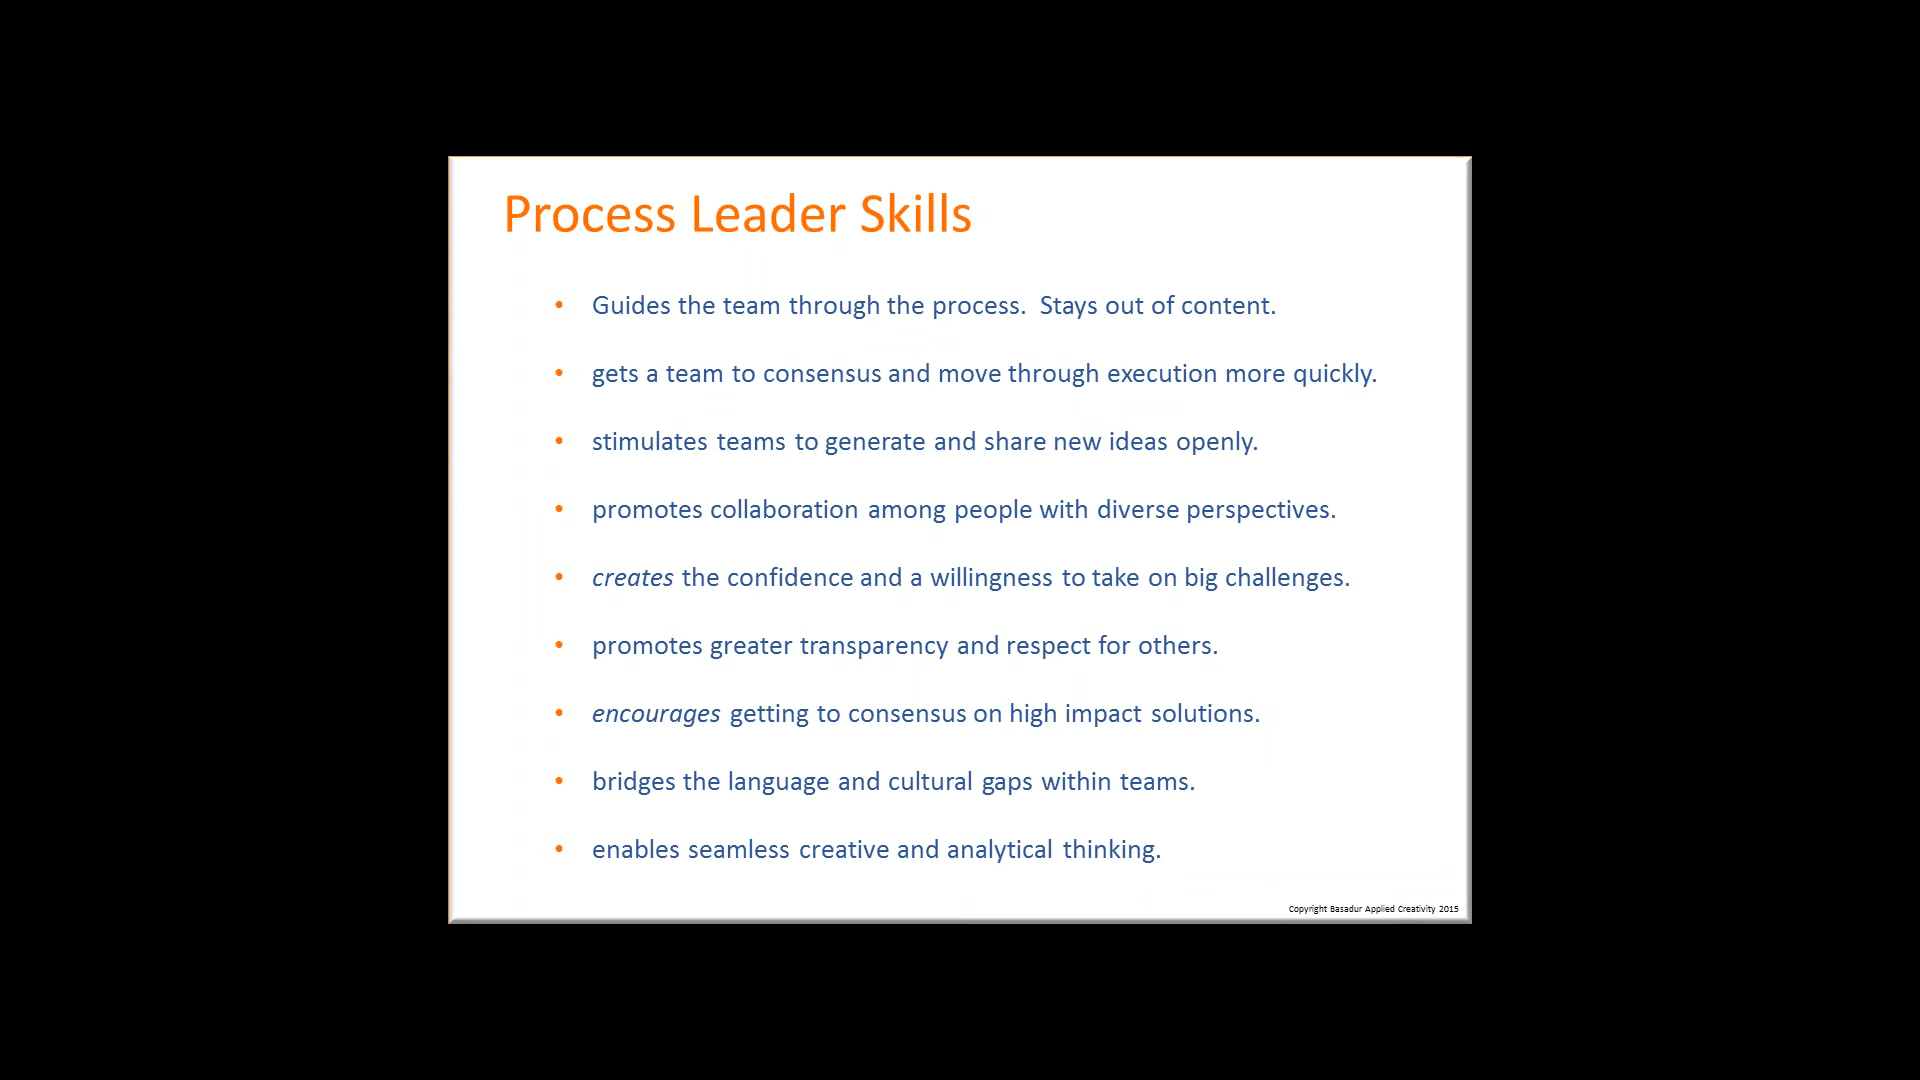 Process Leader Skills
• Guides the team through the process.  Stays out of content.
• gets a team to consensus and move through execution more quickly.
• stimulates teams to generate and share new ideas openly.
• promotes collaboration among people with diverse perspectives.
• creates the confidence and a willingness to take on big challenges.
• promotes greater transparency and respect for others.
• encourages getting to consensus on high impact solutions.
• bridges the language and cultural gaps within teams.
• enables seamless creative and analytical thinking.
Copyright Basadur Applied Creativity 2015